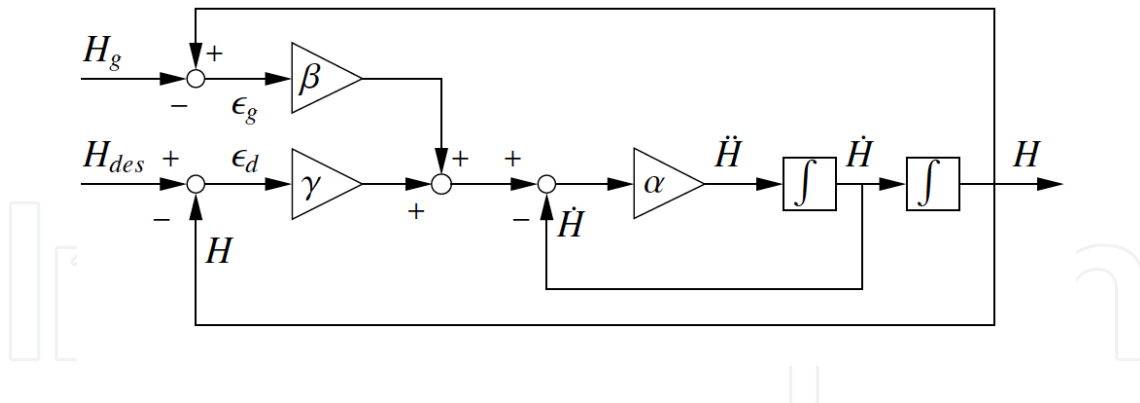 +
H_g
β
−
ϵ_g
H_des + ϵ_d γ + + + α Ḧ ∫ Ḣ ∫ H
−
+
−
H
Ḣ